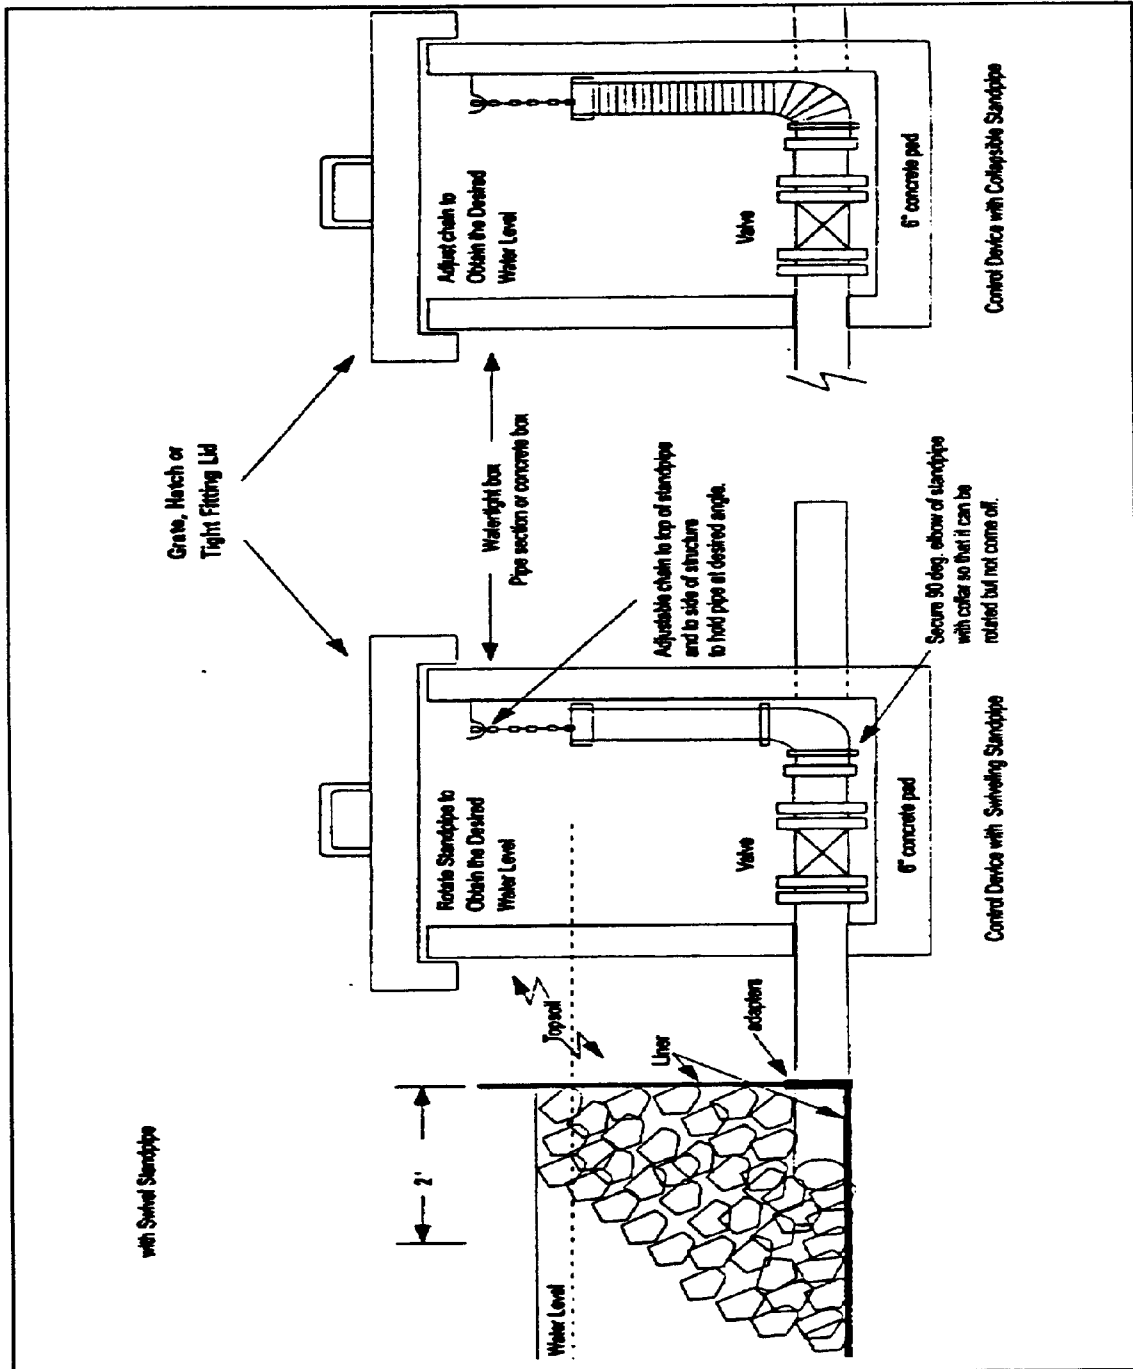 with Swivel Standpipe
Grate, Hatch or
Tight Fitting Lid
2'
Water Level
Topsoil
Liner
adapters
Rotate Standpipe to
Obtain the Desired
Water Level
Valve
6" concrete pad
Control Device with Swiveling Standpipe
Watertight box
Pipe section or concrete box
Adjustable chain to top of standpipe
and to side of structure
to hold pipe at desired angle.
Secure 90 deg. elbow of standpipe
with collar so that it can be
rotated but not come off.
Adjust chain to
Obtain the Desired
Water Level
Valve
6" concrete pad
Control Device with Collapsible Standpipe